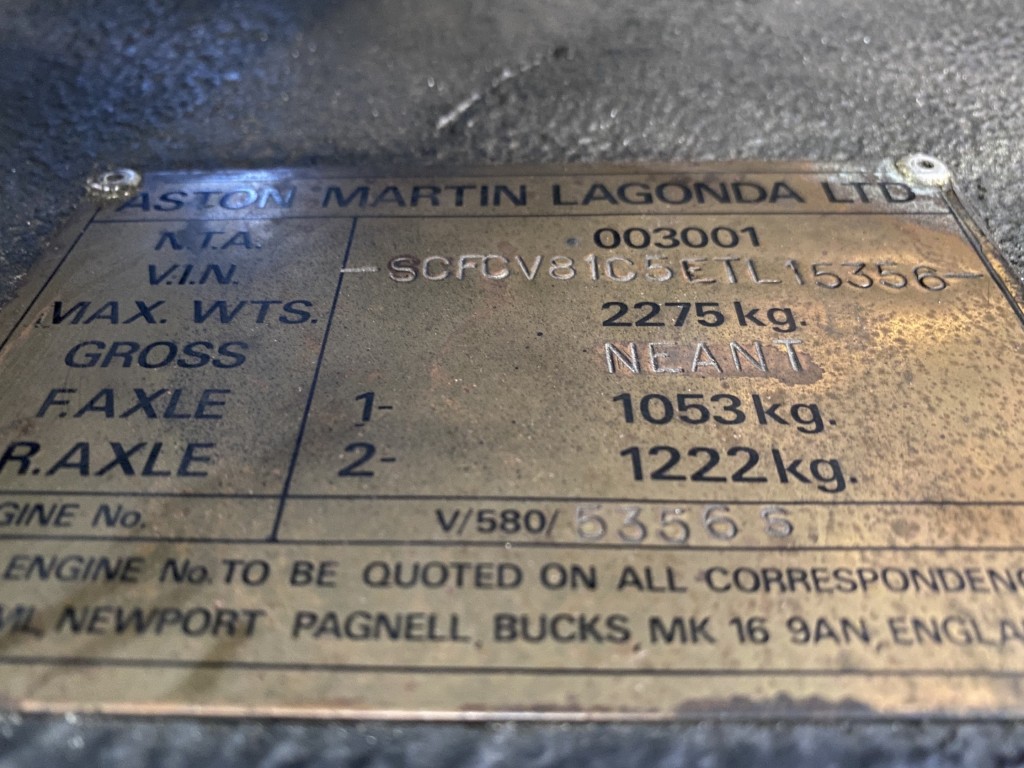 ASTON MARTIN LAGONDA LTD
N.T.A. 003001
V.I.N. -SCFCV81C5ETL15356-
MAX. WTS. 2275 kg.
GROSS NEANT
F.AXLE 1- 1053 kg.
R.AXLE 2- 1222 kg.
GINE No. V/580/ 5356 S
ENGINE No. TO BE QUOTED ON ALL CORRESPONDENC
ML, NEWPORT PAGNELL, BUCKS, MK 16 9AN, ENGLA